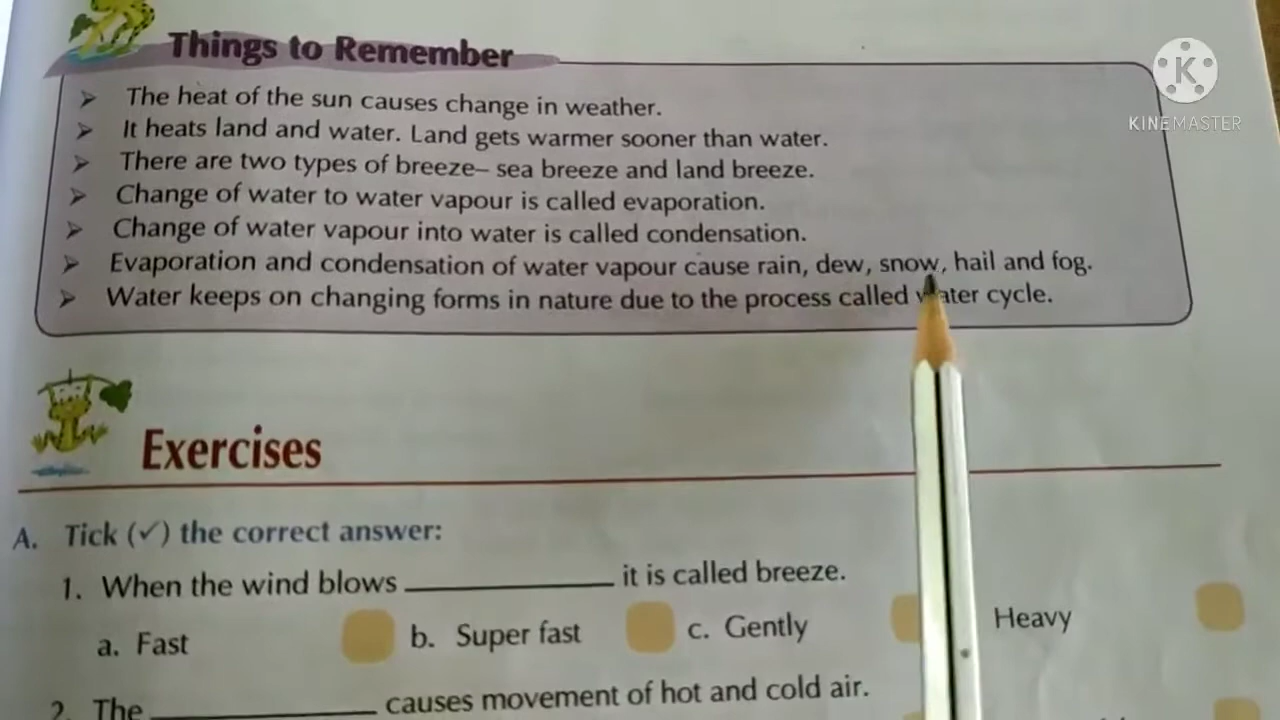 Things to Remember
The heat of the sun causes change in weather.
It heats land and water. Land gets warmer sooner than water.
There are two types of breeze– sea breeze and land breeze.
Change of water to water vapour is called evaporation.
Change of water vapour into water is called condensation.
Evaporation and condensation of water vapour cause rain, dew, snow, hail and fog.
Water keeps on changing forms in nature due to the process called water cycle.
K
KINEMASTER
Exercises
A. Tick (✓) the correct answer:
1. When the wind blows __________ it is called breeze.
a. Fast b. Super fast c. Gently Heavy
2. The __________ causes movement of hot and cold air.